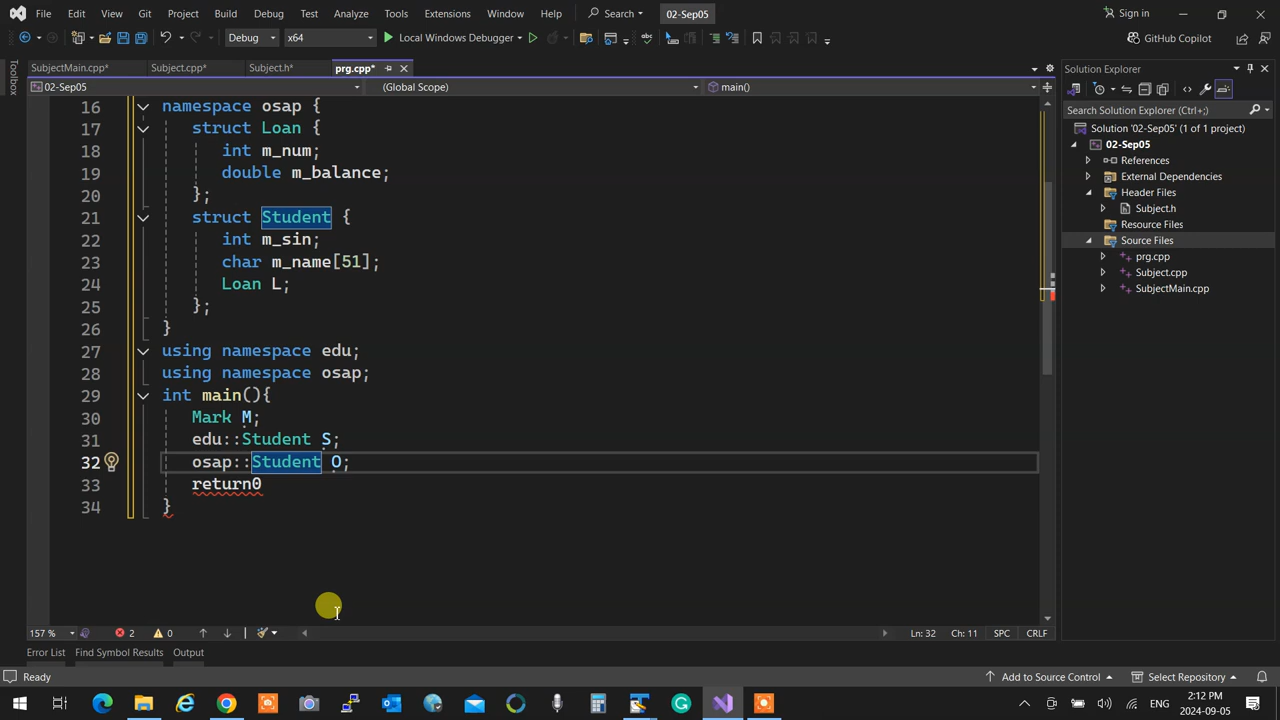 File Edit View Git Project Build Debug Test Analyze Tools Extensions Window Help Search 02-Sep05 Sign in
Debug x64 Local Windows Debugger GitHub Copilot
Toolbox
SubjectMain.cpp* Subject.cpp* Subject.h* prg.cpp*
02-Sep05 (Global Scope) main()
16 namespace osap {
17 struct Loan {
18 int m_num;
19 double m_balance;
20 };
21 struct Student {
22 int m_sin;
23 char m_name[51];
24 Loan L;
25 };
26 }
27 using namespace edu;
28 using namespace osap;
29 int main(){
30 Mark M;
31 edu::Student S;
32 osap::Student O;
33 return0
34 }
157 % 2 0 Ln: 32 Ch: 11 SPC CRLF
Solution Explorer
Search Solution Explorer (Ctrl+;)
Solution '02-Sep05' (1 of 1 project)
02-Sep05
References
External Dependencies
Header Files
Subject.h
Resource Files
Source Files
prg.cpp
Subject.cpp
SubjectMain.cpp
Error List Find Symbol Results Output
Ready Add to Source Control Select Repository
ENG 2:12 PM
2024-09-05